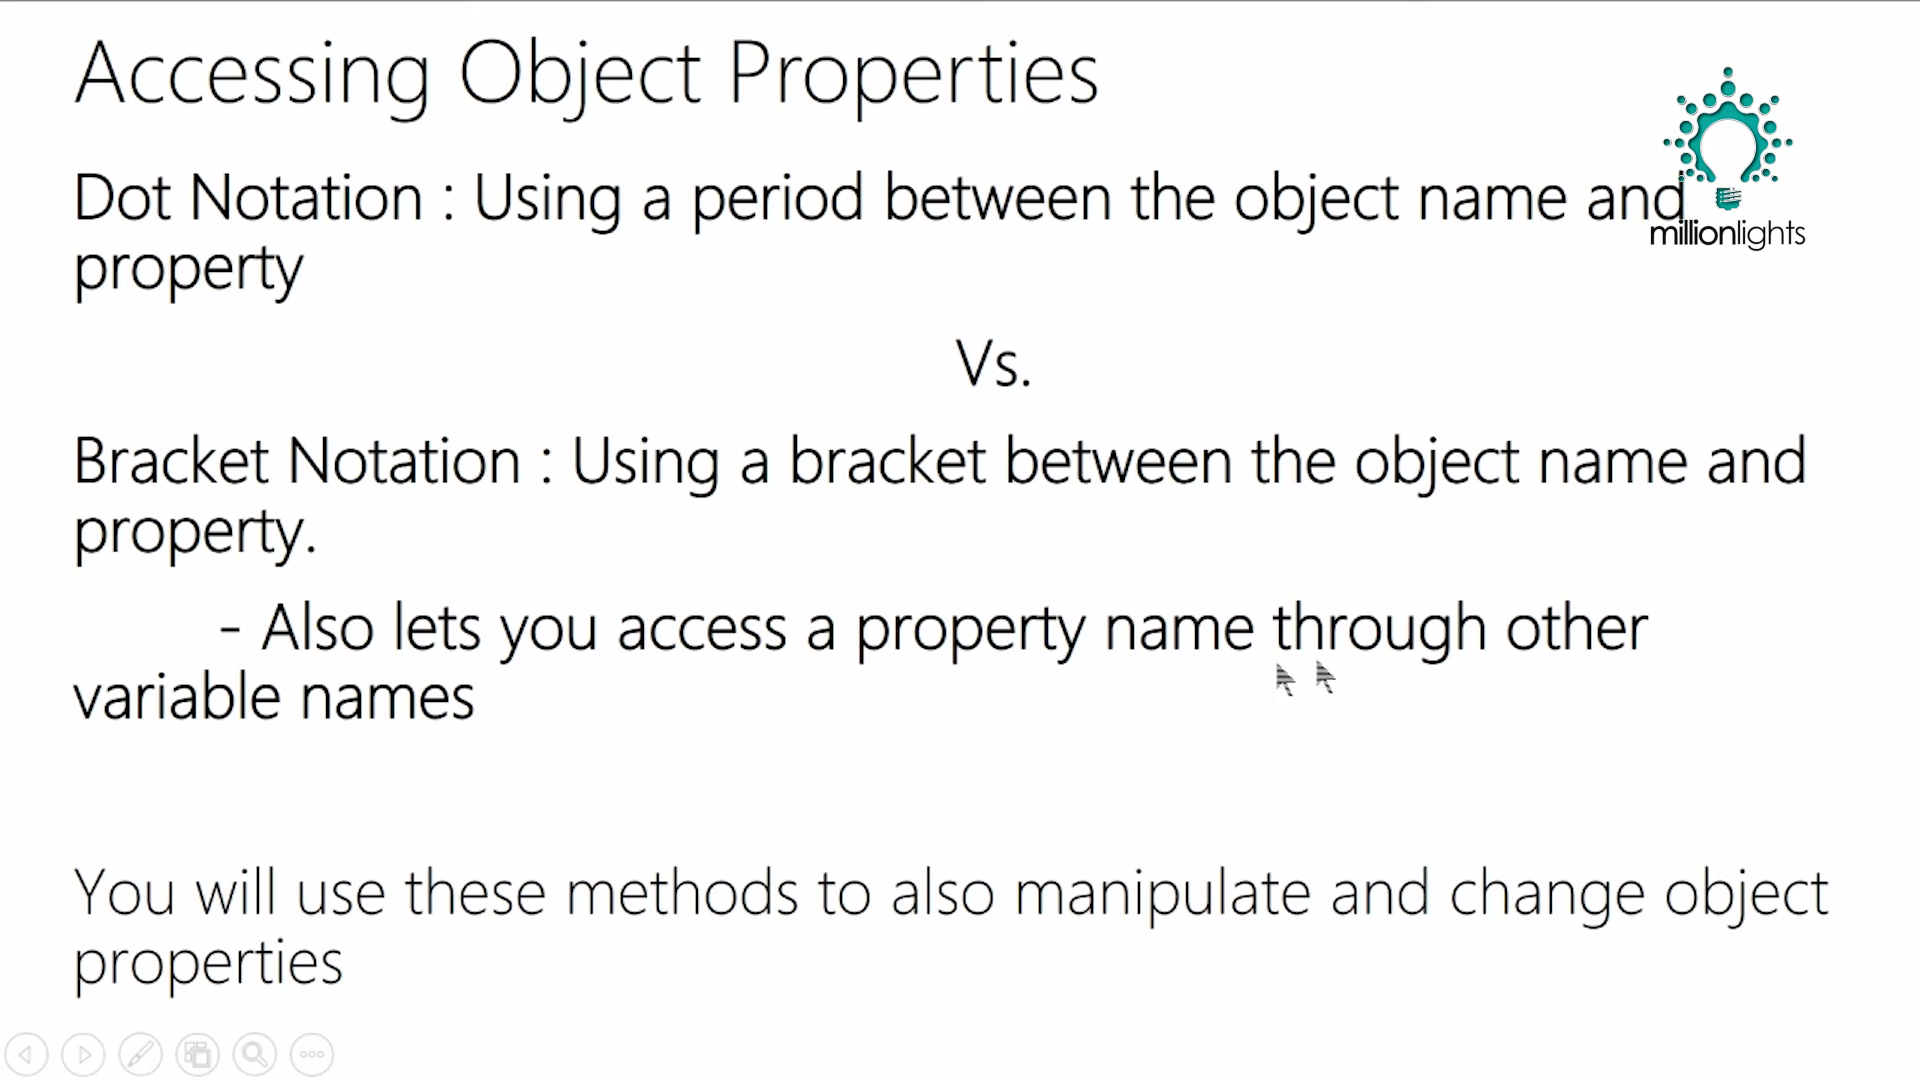 Accessing Object Properties
millionlights
Dot Notation : Using a period between the object name and
property
Vs.
Bracket Notation : Using a bracket between the object name and
property.
- Also lets you access a property name through other
variable names
You will use these methods to also manipulate and change object
properties